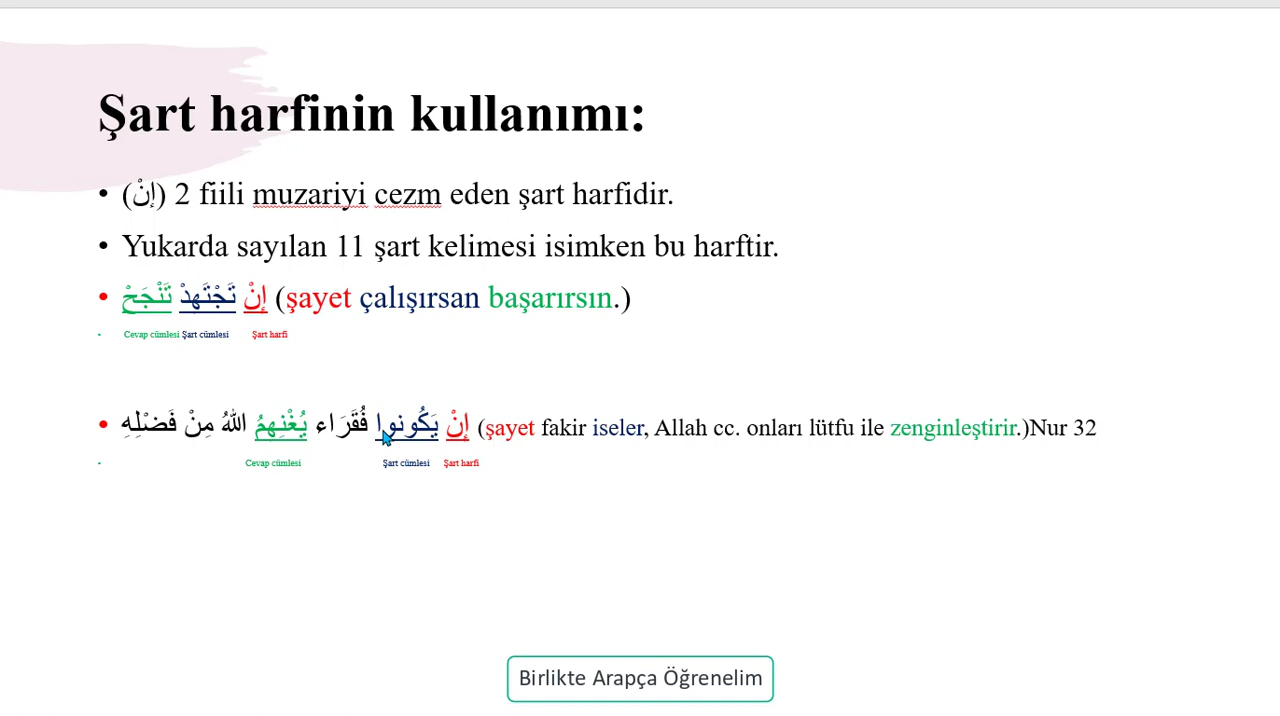 Şart harfinin kullanımı:
• (إنْ) 2 fiili muzariyi cezm eden şart harfidir.
• Yukarda sayılan 11 şart kelimesi isimken bu harftir.
• إنْ تَجْتَهِدْ تَنْجَحْ (şayet çalışırsan başarırsın.)
• Cevap cümlesi Şart cümlesi Şart harfi
• إنْ يَكُونوا فُقَرَاء يُغْنِهِمُ اللهُ مِنْ فَضْلِهِ (şayet fakir iseler, Allah cc. onları lütfu ile zenginleştirir.)Nur 32
• Cevap cümlesi Şart cümlesi Şart harfi
Birlikte Arapça Öğrenelim